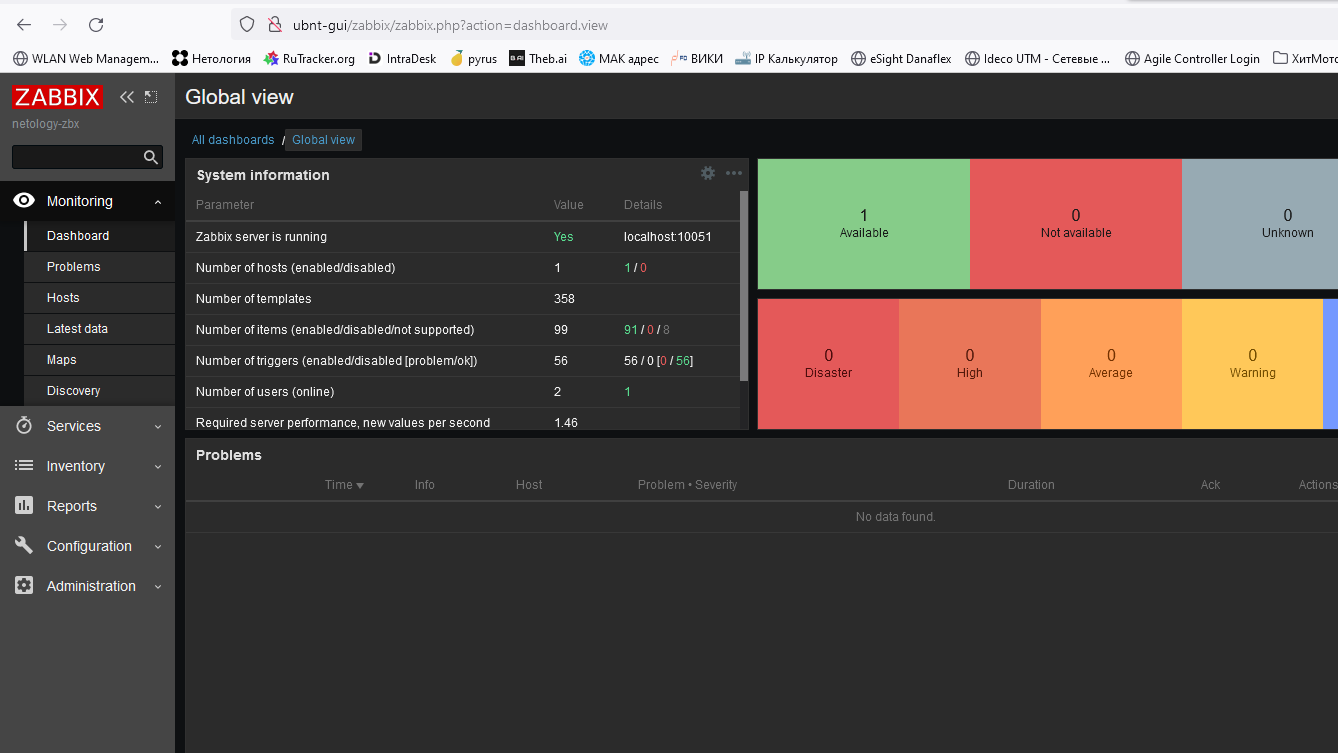 ubnt-gui/zabbix/zabbix.php?action=dashboard.view
WLAN Web Managem... Нетология RuTracker.org IntraDesk pyrus Theb.ai МАК адрес ВИКИ IP Калькулятор eSight Danaflex Ideco UTM - Сетевые ... Agile Controller Login ХитМото
ZABBIX
netology-zbx
Monitoring
Dashboard
Problems
Hosts
Latest data
Maps
Discovery
Services
Inventory
Reports
Configuration
Administration
Global view
All dashboards / Global view
System information
Parameter Value Details
Zabbix server is running Yes localhost:10051
Number of hosts (enabled/disabled) 1 1 / 0
Number of templates 358
Number of items (enabled/disabled/not supported) 99 91 / 0 / 8
Number of triggers (enabled/disabled [problem/ok]) 56 56 / 0 [0 / 56]
Number of users (online) 2 1
Required server performance, new values per second 1.46
1 0 0
Available Not available Unknown
0 0 0 0
Disaster High Average Warning
Problems
Time Info Host Problem • Severity Duration Ack Actions
No data found.